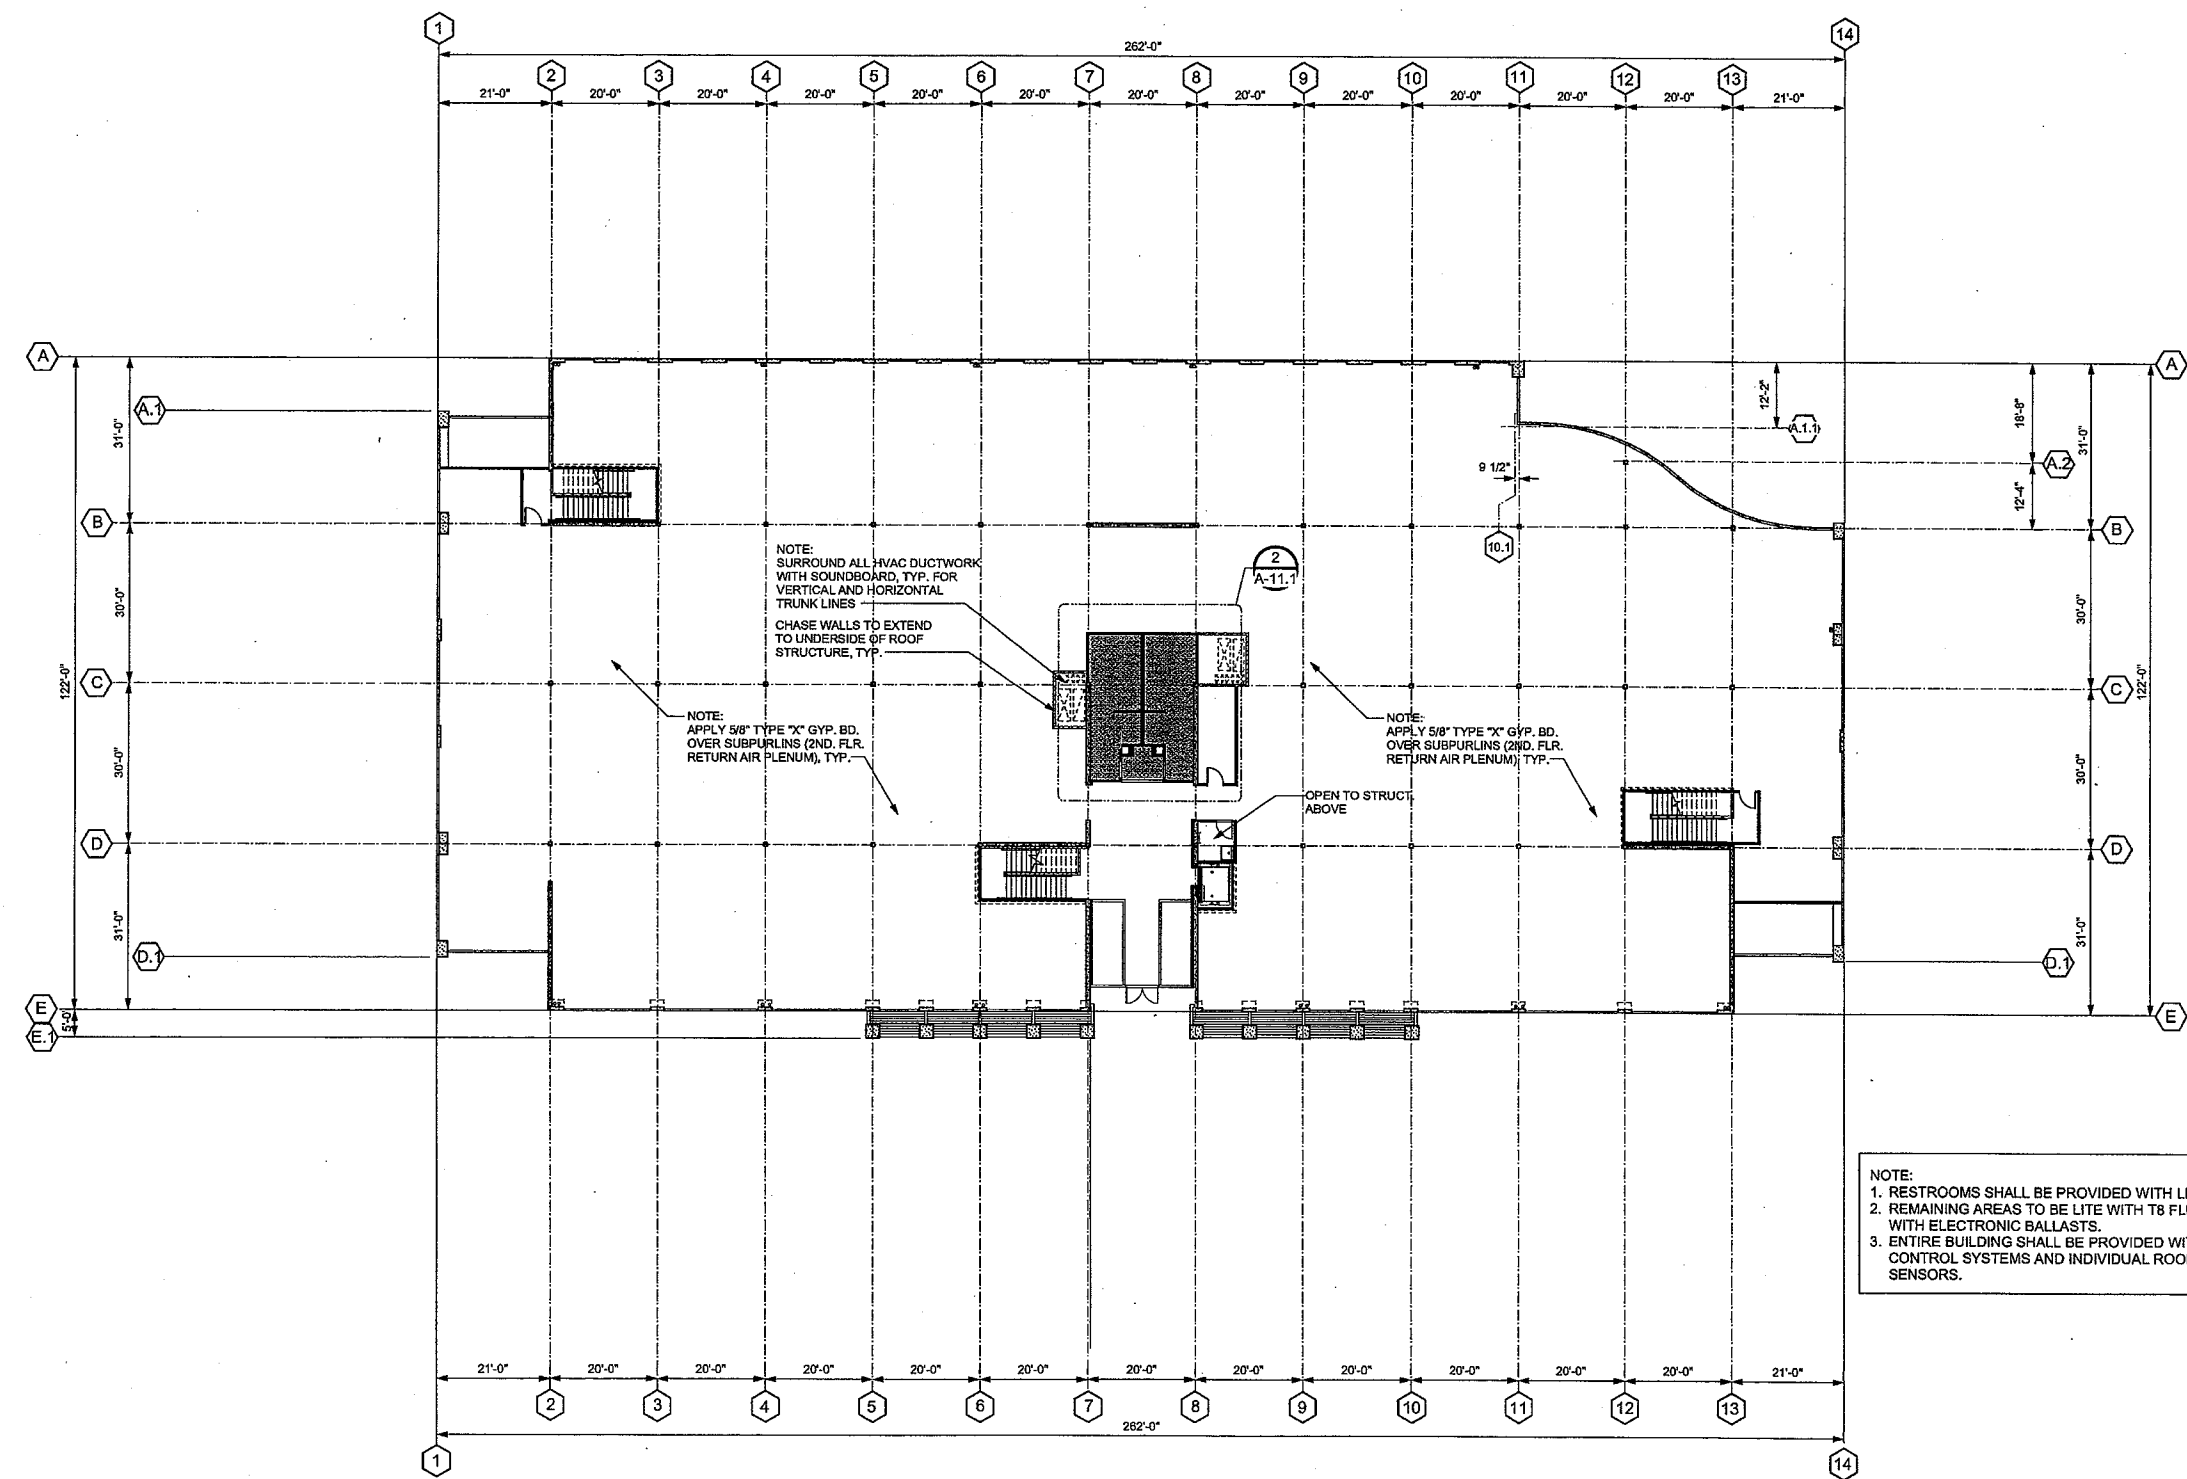 1
14
262'-0"
2
3
4
5
6
7
8
9
10
11
12
13
21'-0"
20'-0"
20'-0"
20'-0"
20'-0"
20'-0"
20'-0"
20'-0"
20'-0"
20'-0"
20'-0"
20'-0"
21'-0"
A
A
A.1
31'-0"
12'-2"
18'-8"
31'-0"
A.1.1
A.2
9 1/2"
12'-4"
B
B
10.1
NOTE:
SURROUND ALL HVAC DUCTWORK
WITH SOUNDBOARD, TYP. FOR
VERTICAL AND HORIZONTAL
TRUNK LINES
2
A-11.1
30'-0"
30'-0"
CHASE WALLS TO EXTEND
TO UNDERSIDE OF ROOF
STRUCTURE, TYP.
122'-0"
122'-0"
C
C
NOTE:
APPLY 5/8" TYPE "X" GYP. BD.
OVER SUBPURLINS (2ND. FLR.
RETURN AIR PLENUM), TYP.
NOTE:
APPLY 5/8" TYPE "X" GYP. BD.
OVER SUBPURLINS (2ND. FLR.
RETURN AIR PLENUM), TYP.
30'-0"
30'-0"
OPEN TO STRUCT.
ABOVE
D
D
31'-0"
31'-0"
D.1
D.1
E
E
5'-0"
E.1
NOTE:
1. RESTROOMS SHALL BE PROVIDED WITH
2. REMAINING AREAS TO BE LITE WITH T8
WITH ELECTRONIC BALLASTS.
3. ENTIRE BUILDING SHALL BE PROVIDED
CONTROL SYSTEMS AND INDIVIDUAL
SENSORS.
21'-0"
20'-0"
20'-0"
20'-0"
20'-0"
20'-0"
20'-0"
20'-0"
20'-0"
20'-0"
20'-0"
20'-0"
21'-0"
2
3
4
5
6
7
8
9
10
11
12
13
262'-0"
1
14